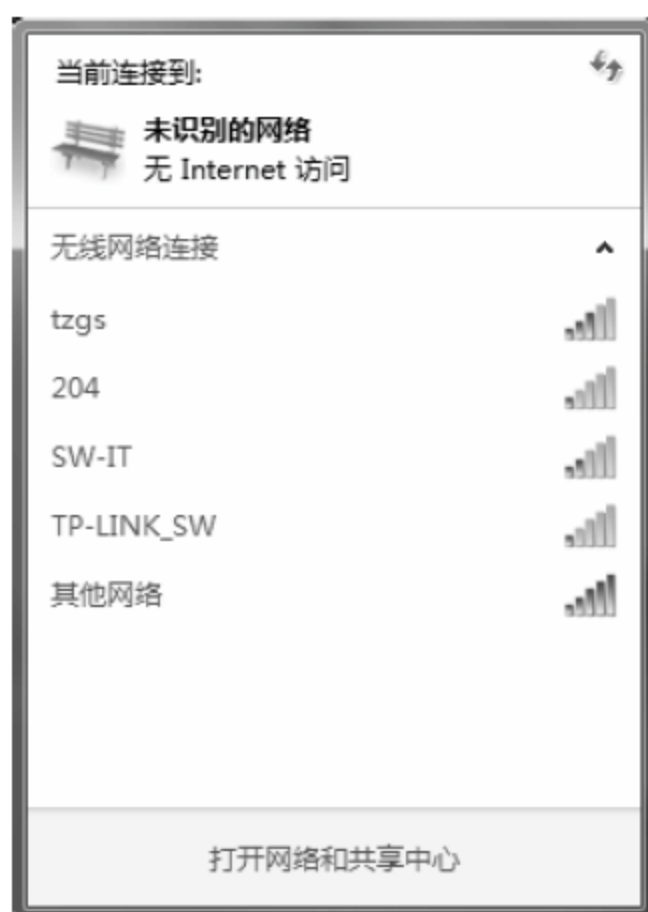 当前连接到:
未识别的网络
无 Internet 访问
无线网络连接
tzgs
204
SW-IT
TP-LINK_SW
其他网络
打开网络和共享中心